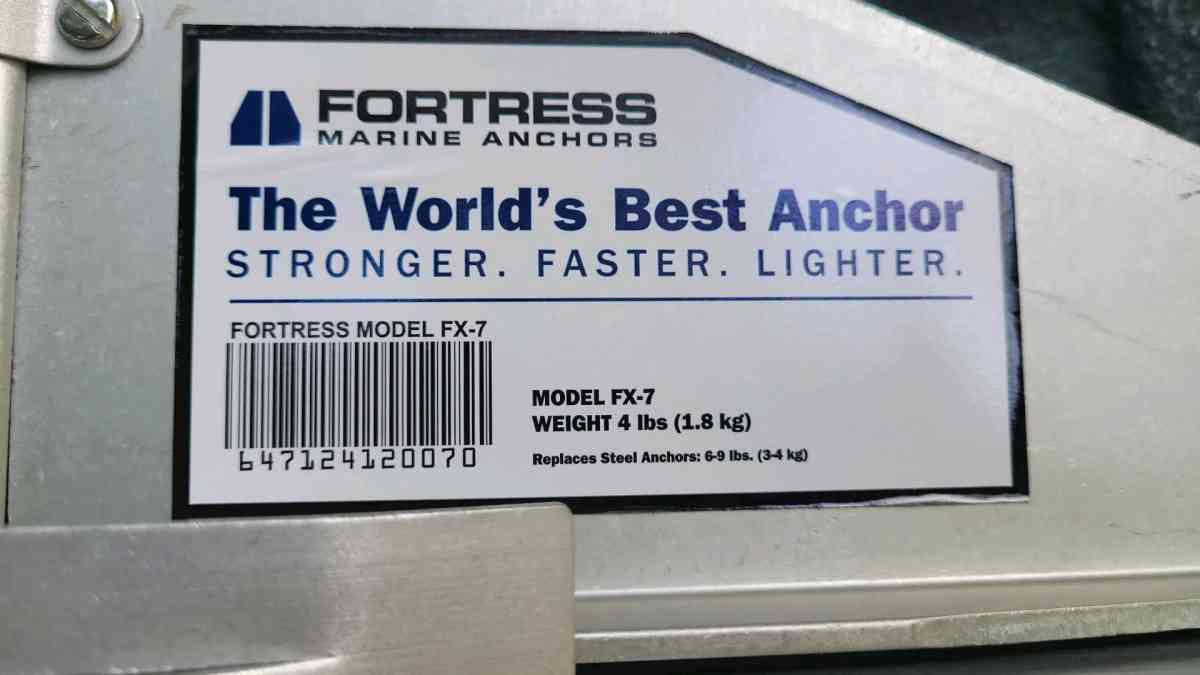 FORTRESS
MARINE ANCHORS
The World's Best Anchor
STRONGER. FASTER. LIGHTER.
FORTRESS MODEL FX-7
647124120070
MODEL FX-7
WEIGHT 4 lbs (1.8 kg)
Replaces Steel Anchors: 6-9 lbs. (3-4 kg)